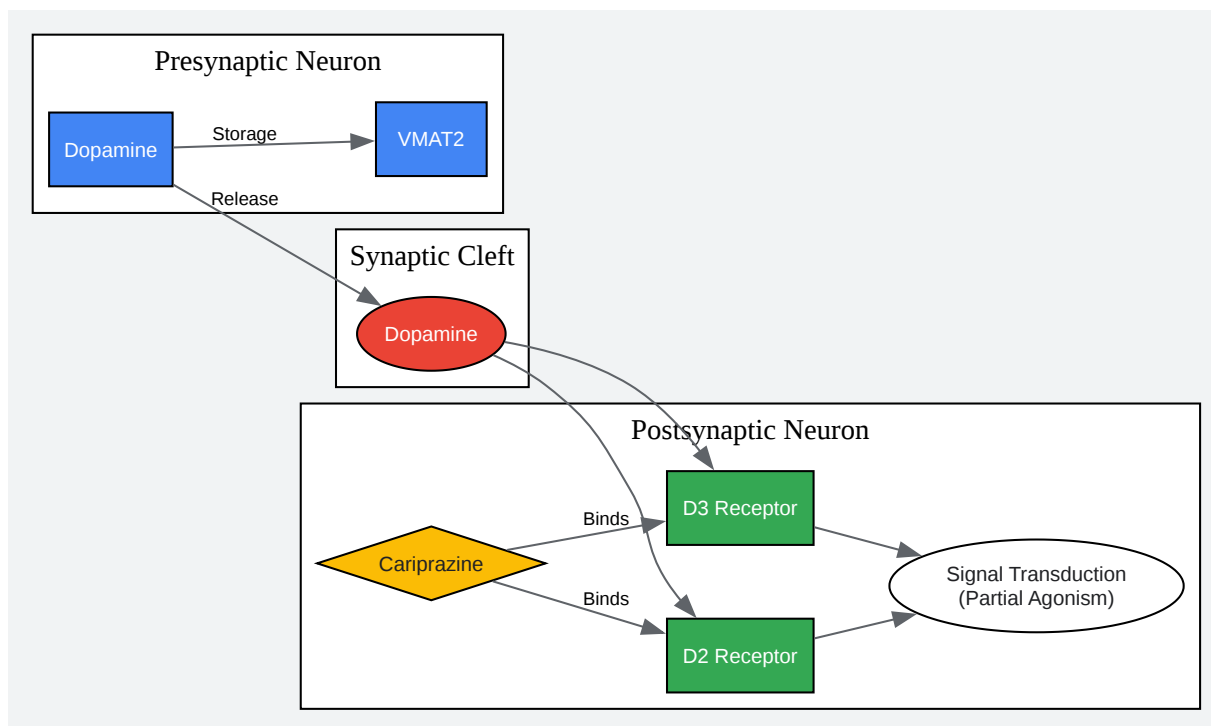 Presynaptic Neuron
Dopamine
Storage
VMAT2
Release
Synaptic Cleft
Dopamine
Postsynaptic Neuron
Cariprazine
Binds
Binds
D3 Receptor
D2 Receptor
Signal Transduction
(Partial Agonism)